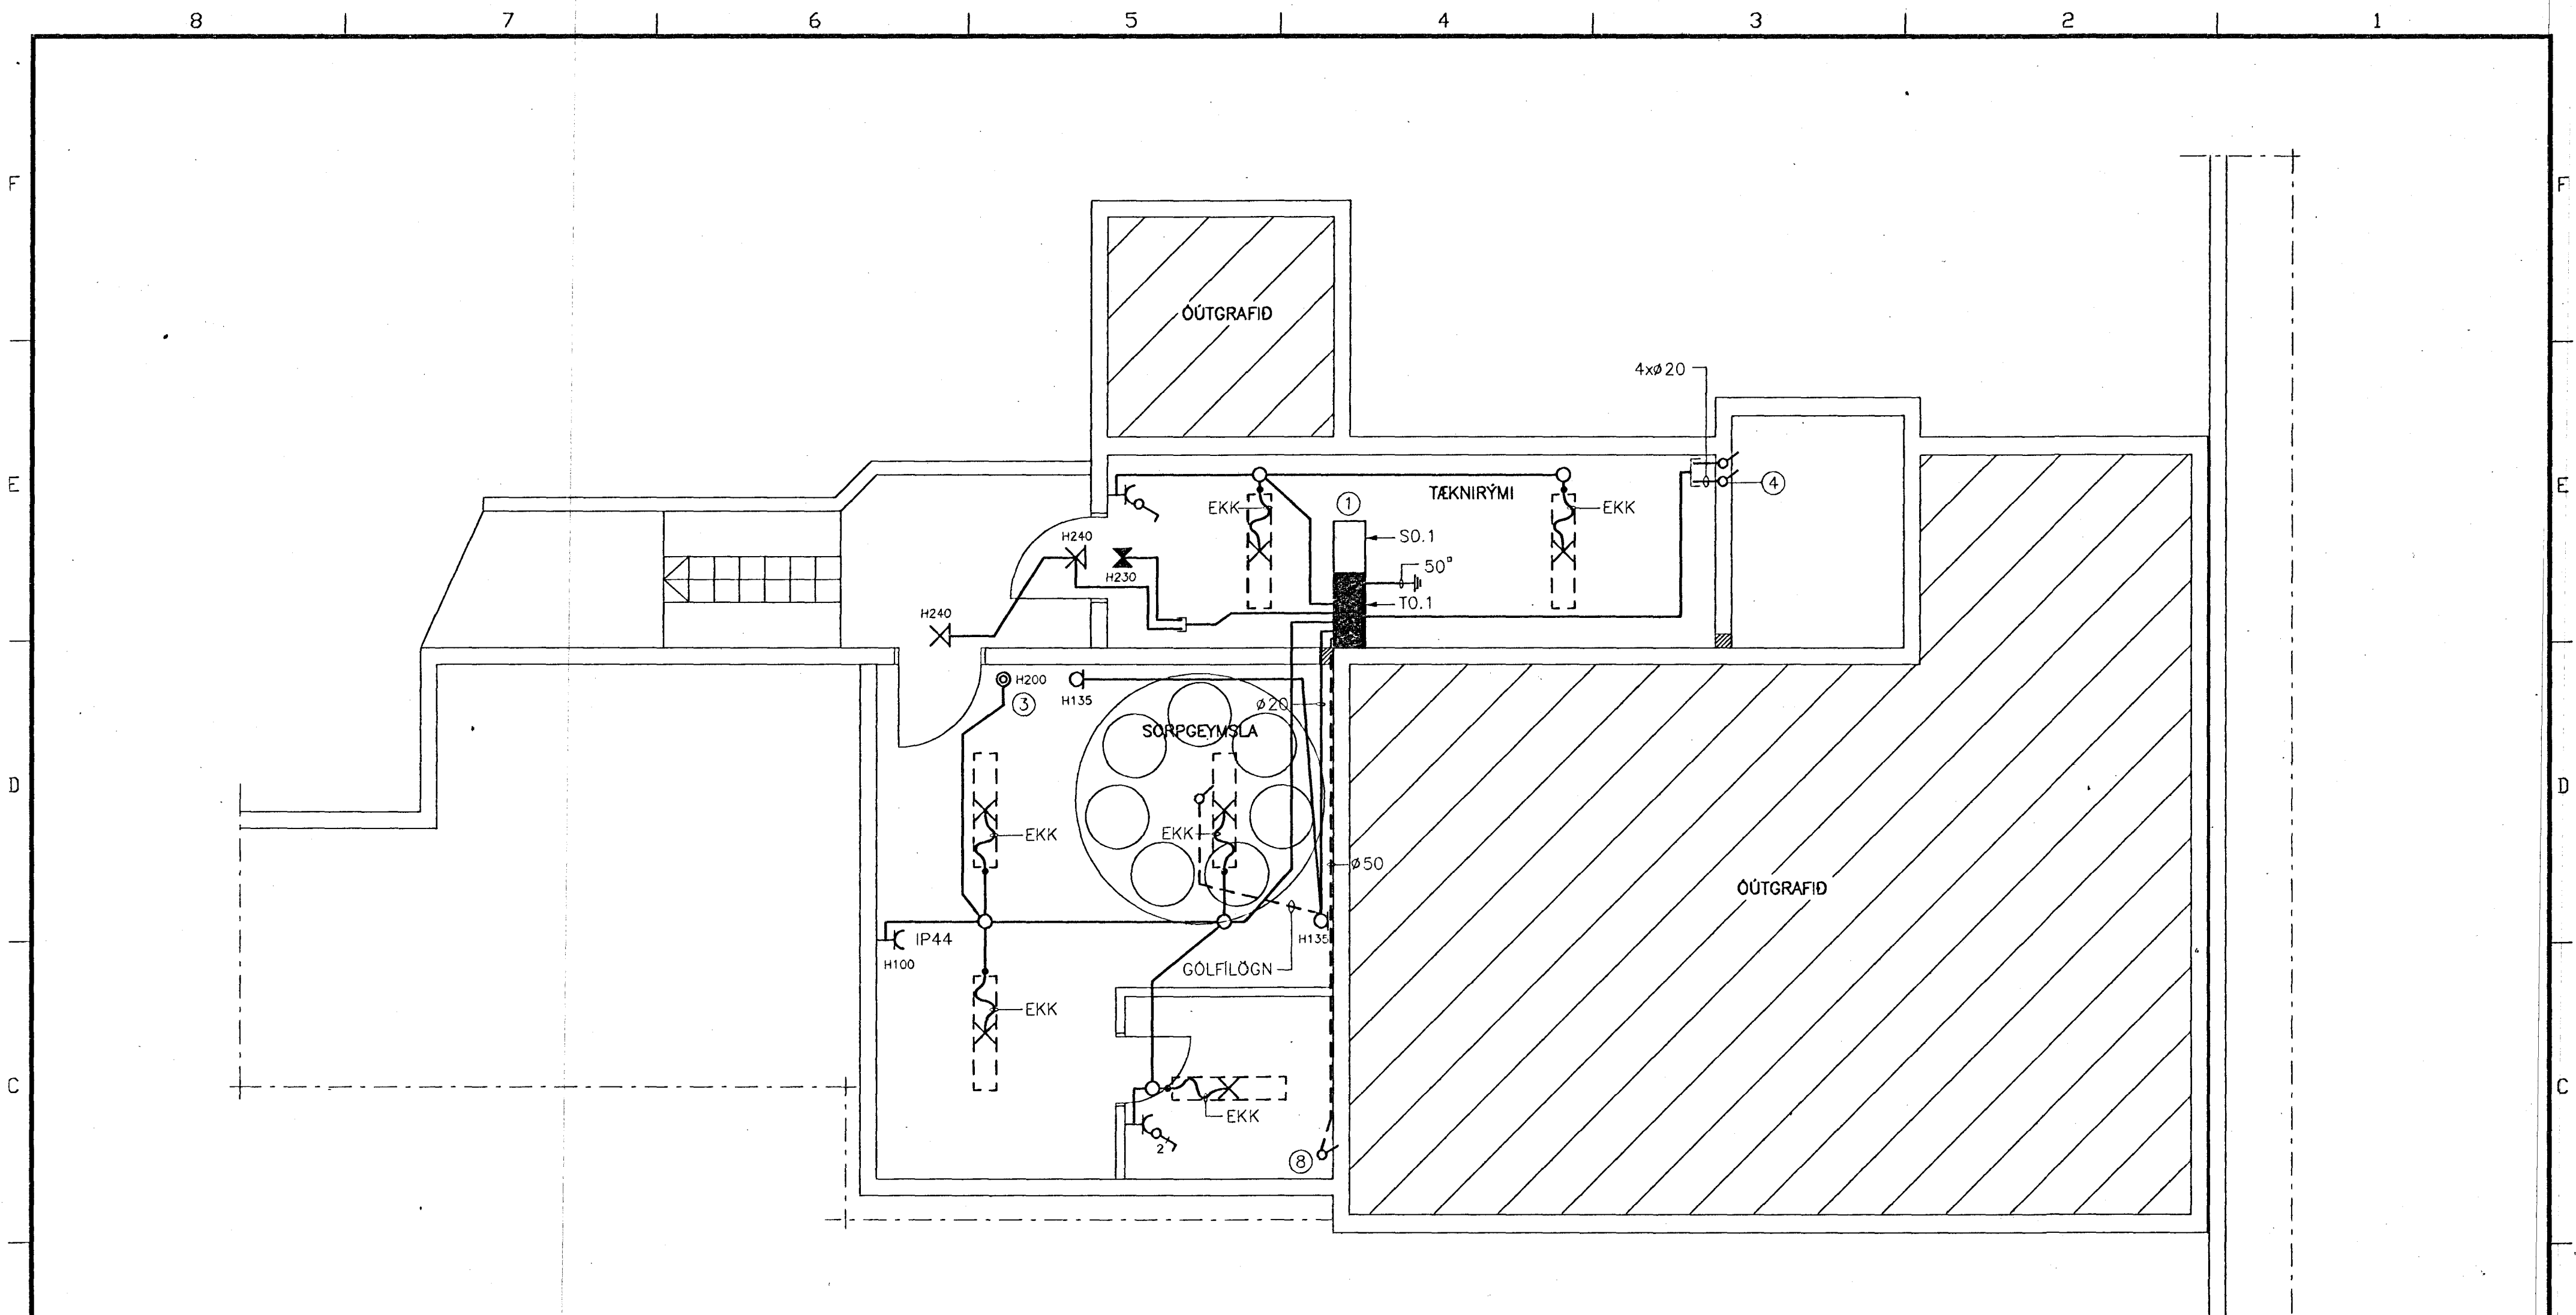 8 7 6 5 4 3 2 1
F F
ÓÚTGRAFIÐ
4xø20
E E
TÆKNIRÝMI
1
4
EKK
EKK
H240
S0.1
50°
H230
T0.1
H240
H200
H135
3
ø20
SORPGEYMSLA
D D
EKK
EKK
ø50
ÓÚTGRAFIÐ
IP44
H135
H100
GÓLFÍLÖGN
EKK
C C
EKK
2
8